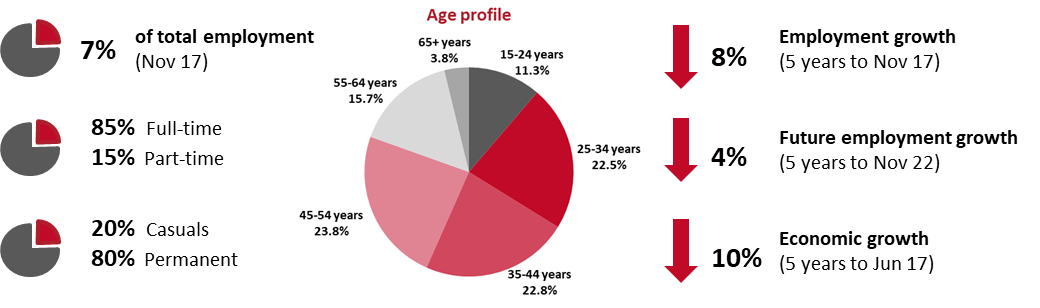 7%
of total employment
(Nov 17)
85% Full-time
15% Part-time
20% Casuals
80% Permanent
Age profile
65+ years
3.8%
15-24 years
11.3%
55-64 years
15.7%
25-34 years
22.5%
45-54 years
23.8%
35-44 years
22.8%
8%
Employment growth
(5 years to Nov 17)
4%
Future employment growth
(5 years to Nov 22)
10%
Economic growth
(5 years to Jun 17)